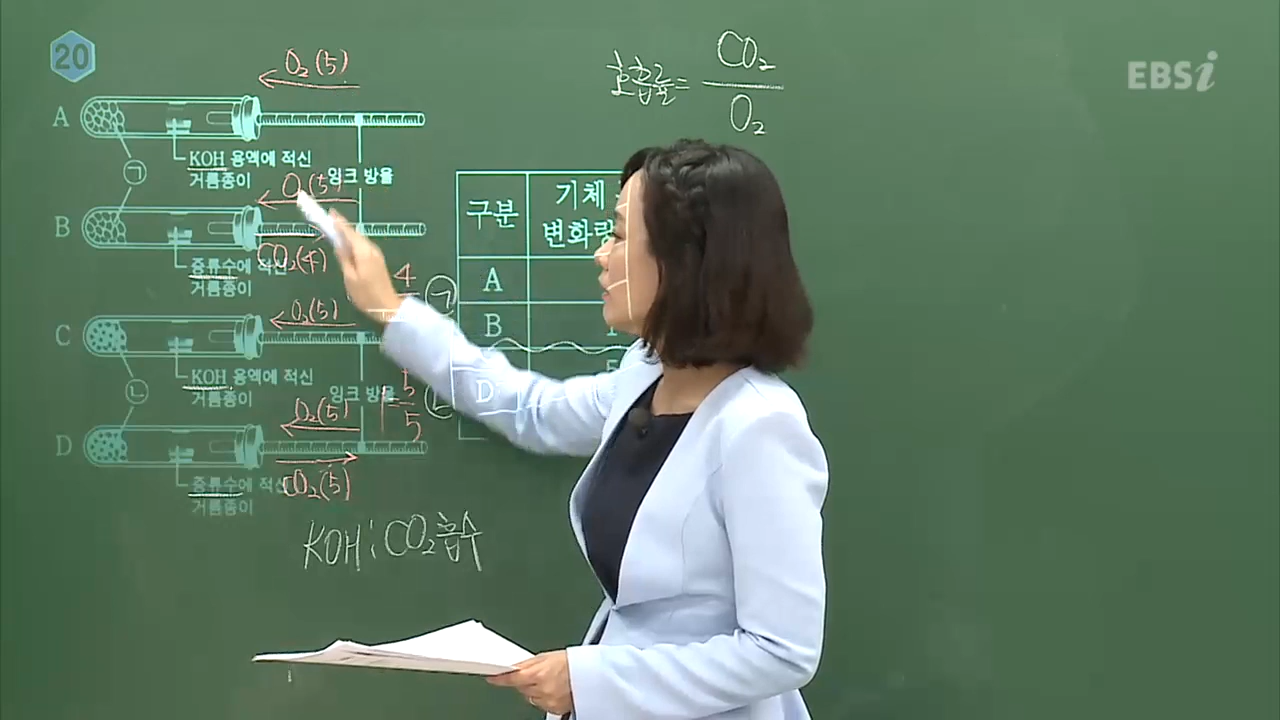 20
EBSi
호흡률 = CO₂ / O₂
O₂(5)
A
KOH 용액에 적신
거름종이
㉠
잉크 방울
O₂(5)
B
CO₂(4)
증류수에 적신
거름종이
4
㉠
O₂(5)
C
KOH 용액에 적신
거름종이
㉡
잉크 방울
O₂(5)
5
㉡
D
CO₂(5)
증류수에 적신
거름종이
구분
기체
변화량
A
B
D
KOH : CO₂흡수